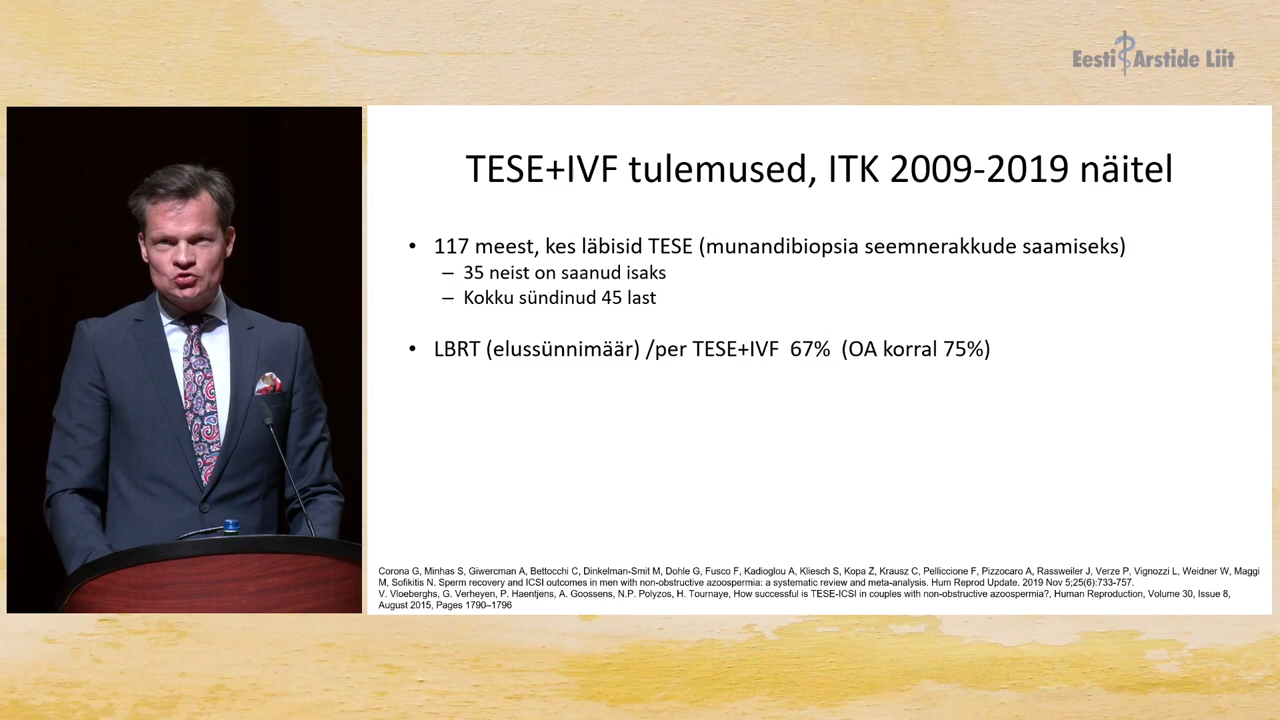 Eesti Arstide Liit
TESE+IVF tulemused, ITK 2009-2019 näitel
• 117 meest, kes läbisid TESE (munandibiopsia seemnerakkude saamiseks)
– 35 neist on saanud isaks
– Kokku sündinud 45 last
• LBRT (elussünnimäär) /per TESE+IVF 67% (OA korral 75%)
Corona G, Minhas S, Giwercman A, Bettocchi C, Dinkelman-Smit M, Dohle G, Fusco F, Kadioglou A, Kliesch S, Kopa Z, Krausz C, Pelliccione F, Pizzocaro A, Rassweiler J, Verze P, Vignozzi L, Weidner W, Maggi
M, Sofikitis N. Sperm recovery and ICSI outcomes in men with non-obstructive azoospermia: a systematic review and meta-analysis. Hum Reprod Update. 2019 Nov 5;25(6):733-757.
V. Vloeberghs, G. Verheyen, P. Haentjens, A. Goossens, N.P. Polyzos, H. Tournaye, How successful is TESE-ICSI in couples with non-obstructive azoospermia?, Human Reproduction, Volume 30, Issue 8,
August 2015, Pages 1790–1796